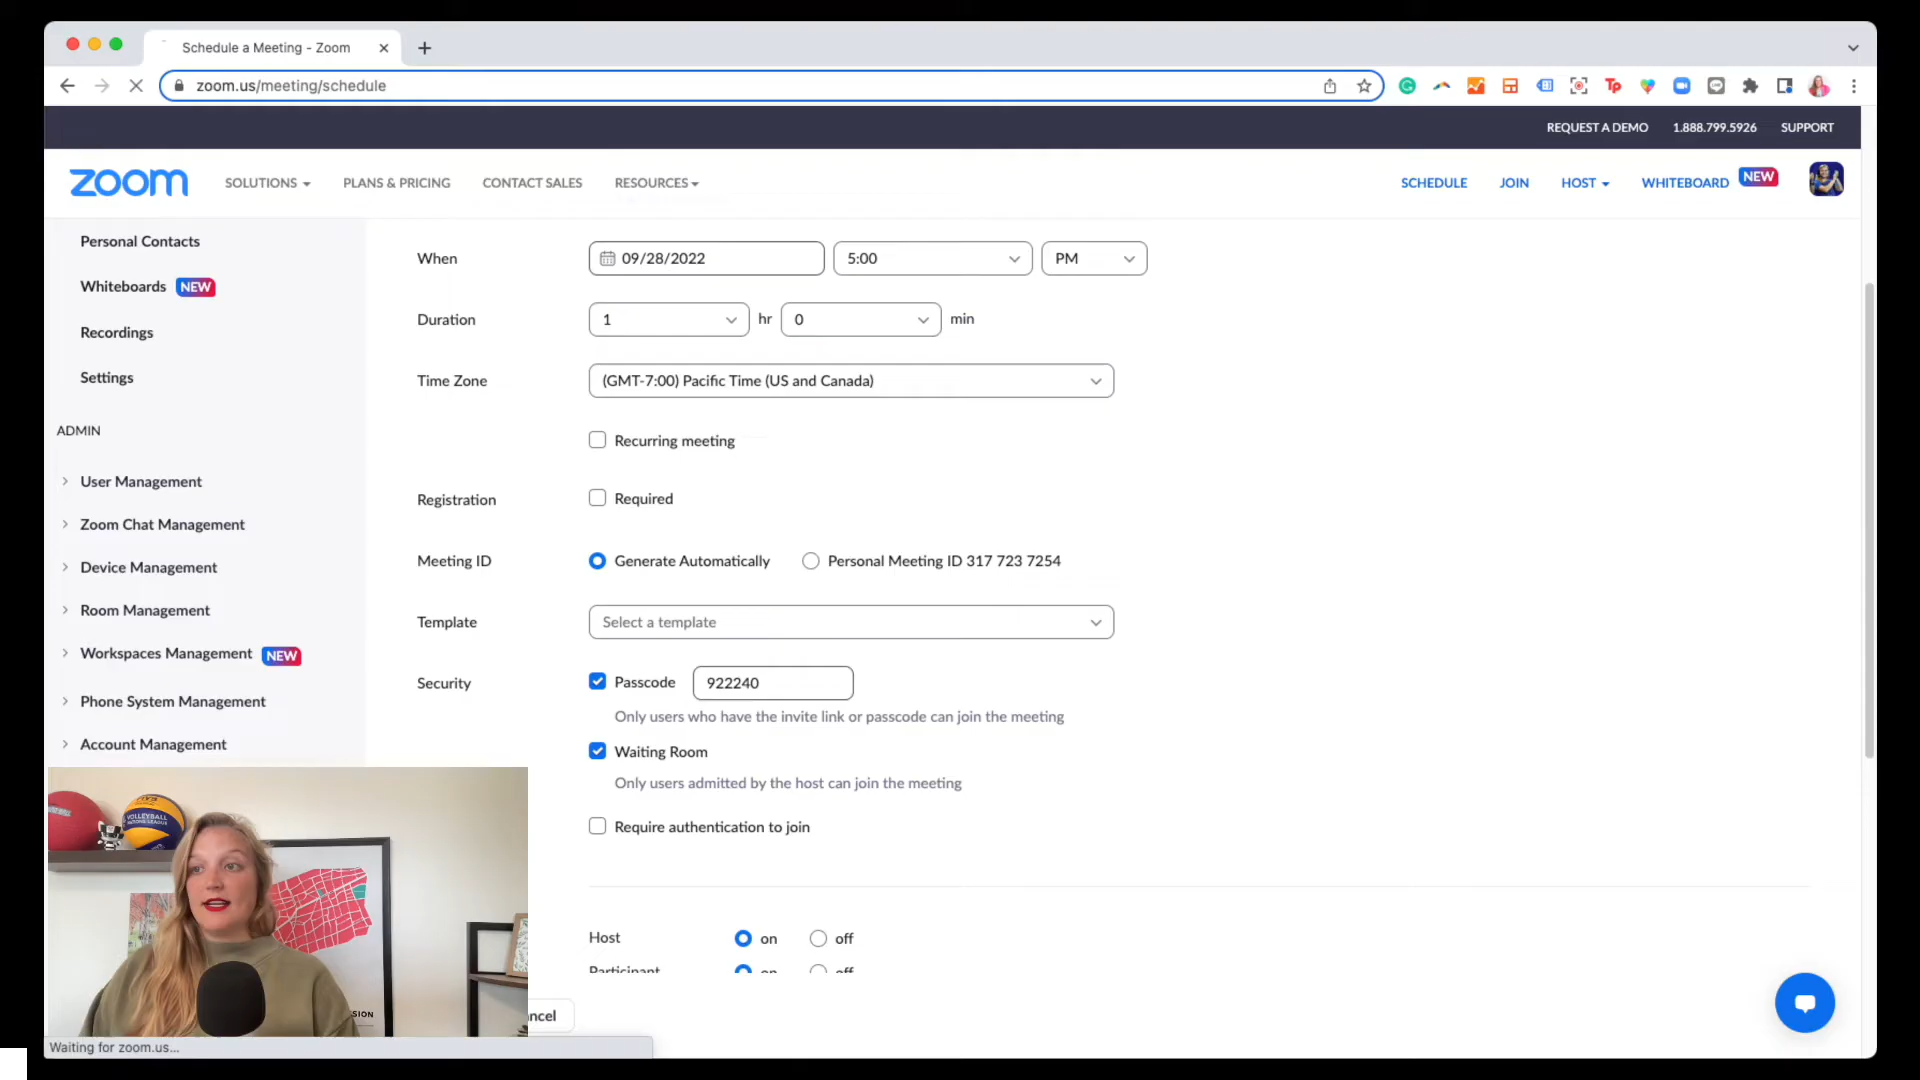 Schedule a Meeting - Zoom
zoom.us/meeting/schedule
REQUEST A DEMO 1.888.799.5926 SUPPORT
zoom SOLUTIONS PLANS & PRICING CONTACT SALES RESOURCES SCHEDULE JOIN HOST WHITEBOARD NEW
Personal Contacts
Whiteboards NEW
Recordings
Settings
ADMIN
User Management
Zoom Chat Management
Device Management
Room Management
Workspaces Management NEW
Phone System Management
Account Management
When 09/28/2022 5:00 PM
Duration 1 hr 0 min
Time Zone (GMT-7:00) Pacific Time (US and Canada)
Recurring meeting
Registration Required
Meeting ID Generate Automatically Personal Meeting ID 317 723 7254
Template Select a template
Security Passcode 922240
Only users who have the invite link or passcode can join the meeting
Waiting Room
Only users admitted by the host can join the meeting
Require authentication to join
Host on off
Participant on off
ncel
VOLLEYBALL
SION
Waiting for zoom.us...